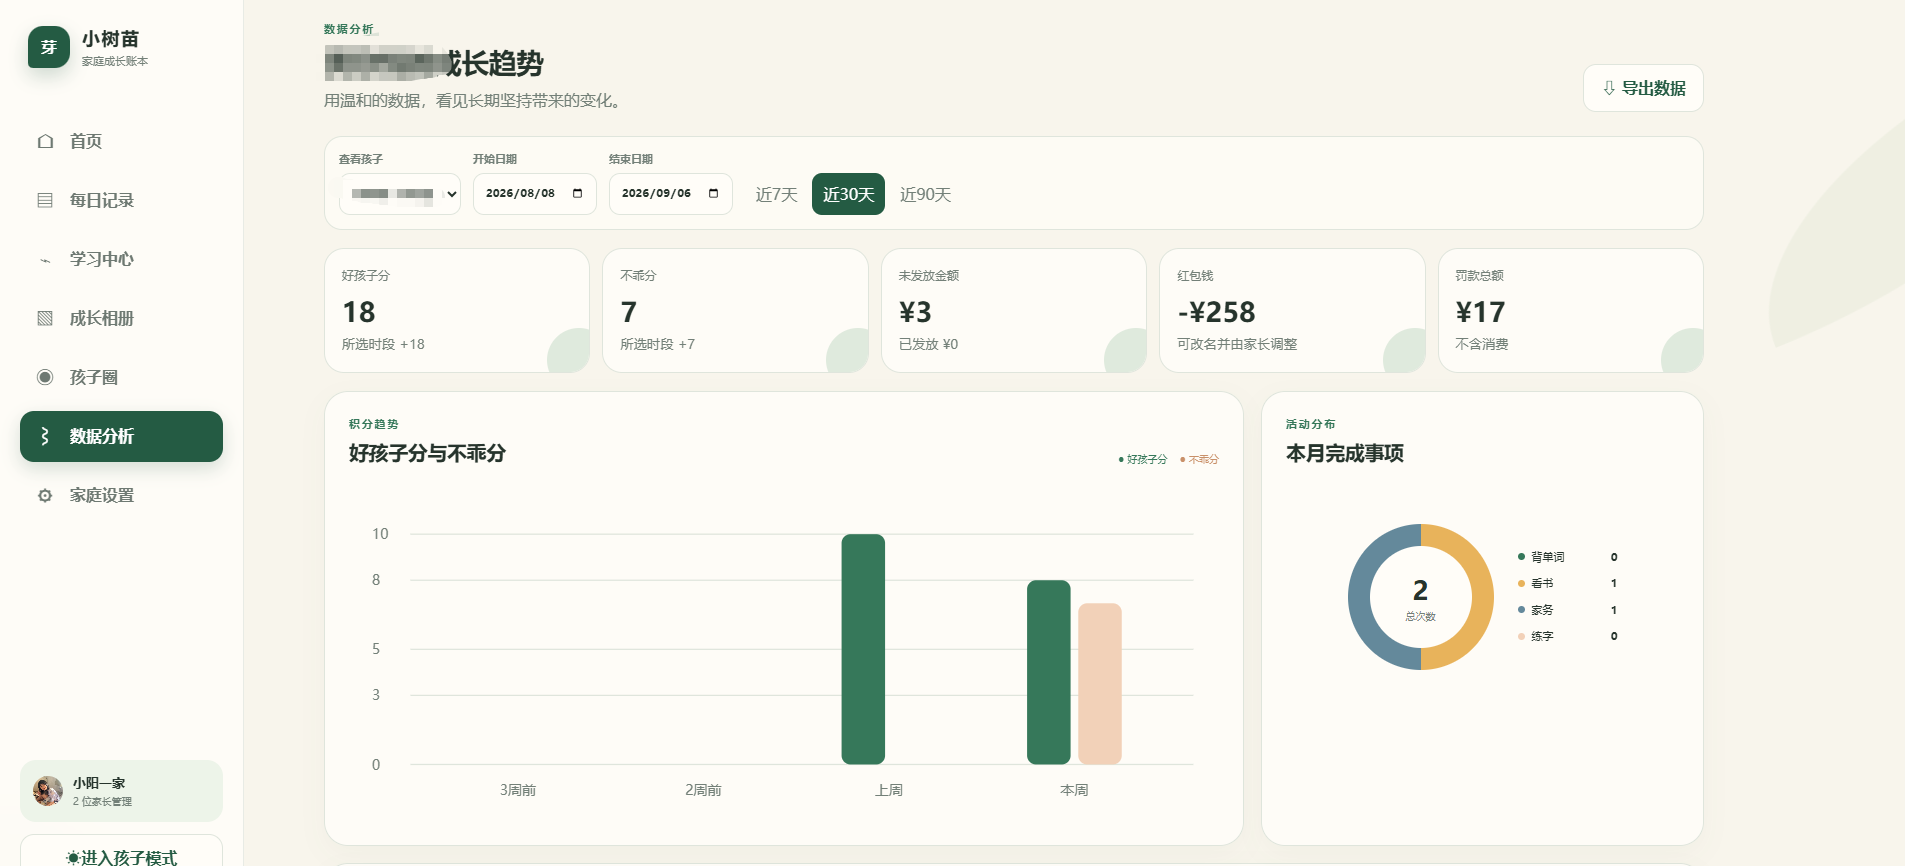 芽
小树苗
家庭成长账本
首页
每日记录
学习中心
成长相册
孩子圈
数据分析
家庭设置
小阳一家
2 位家长管理
进入孩子模式
数据分析
成长趋势
用温和的数据，看见长期坚持带来的变化。
⇩ 导出数据
查看孩子
开始日期
结束日期
2026/08/08
2026/09/06
近7天
近30天
近90天
好孩子分
18
所选时段 +18
不乖分
7
所选时段 +7
未发放金额
¥3
已发放 ¥0
红包钱
-¥258
可改名并由家长调整
罚款总额
¥17
不含消费
积分趋势
好孩子分与不乖分
好孩子分
不乖分
10
8
5
3
0
3周前
2周前
上周
本周
活动分布
本月完成事项
2
总次数
背单词 0
看书 1
家务 1
练字 0